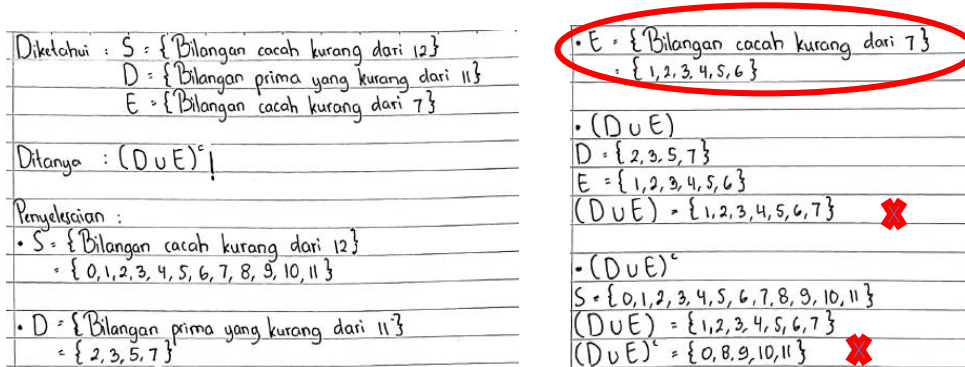 Diketahui : S = {Bilangan cacah kurang dari 12}
D = {Bilangan prima yang kurang dari 11}
E = {Bilangan cacah kurang dari 7}
Ditanya : (D ∪ E)ᶜ!
Penyelesaian :
• S = {Bilangan cacah kurang dari 12}
= {0, 1, 2, 3, 4, 5, 6, 7, 8, 9, 10, 11}
• D = {Bilangan prima yang kurang dari 11}
= {2, 3, 5, 7}
• E = {Bilangan cacah kurang dari 7}
= {1, 2, 3, 4, 5, 6}
• (D ∪ E)
D = {2, 3, 5, 7}
E = {1, 2, 3, 4, 5, 6}
(D ∪ E) = {1, 2, 3, 4, 5, 6, 7}
• (D ∪ E)ᶜ
S = {0, 1, 2, 3, 4, 5, 6, 7, 8, 9, 10, 11}
(D ∪ E) = {1, 2, 3, 4, 5, 6, 7}
(D ∪ E)ᶜ = {0, 8, 9, 10, 11}